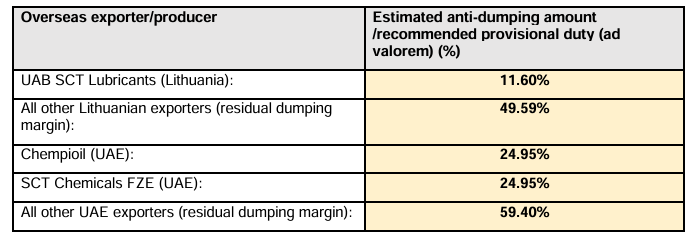 Overseas exporter/producer
Estimated anti-dumping amount
/recommended provisional duty (ad
valorem) (%)
UAB SCT Lubricants (Lithuania):
11.60%
All other Lithuanian exporters (residual dumping
margin):
49.59%
Chempioil (UAE):
24.95%
SCT Chemicals FZE (UAE):
24.95%
All other UAE exporters (residual dumping margin):
59.40%